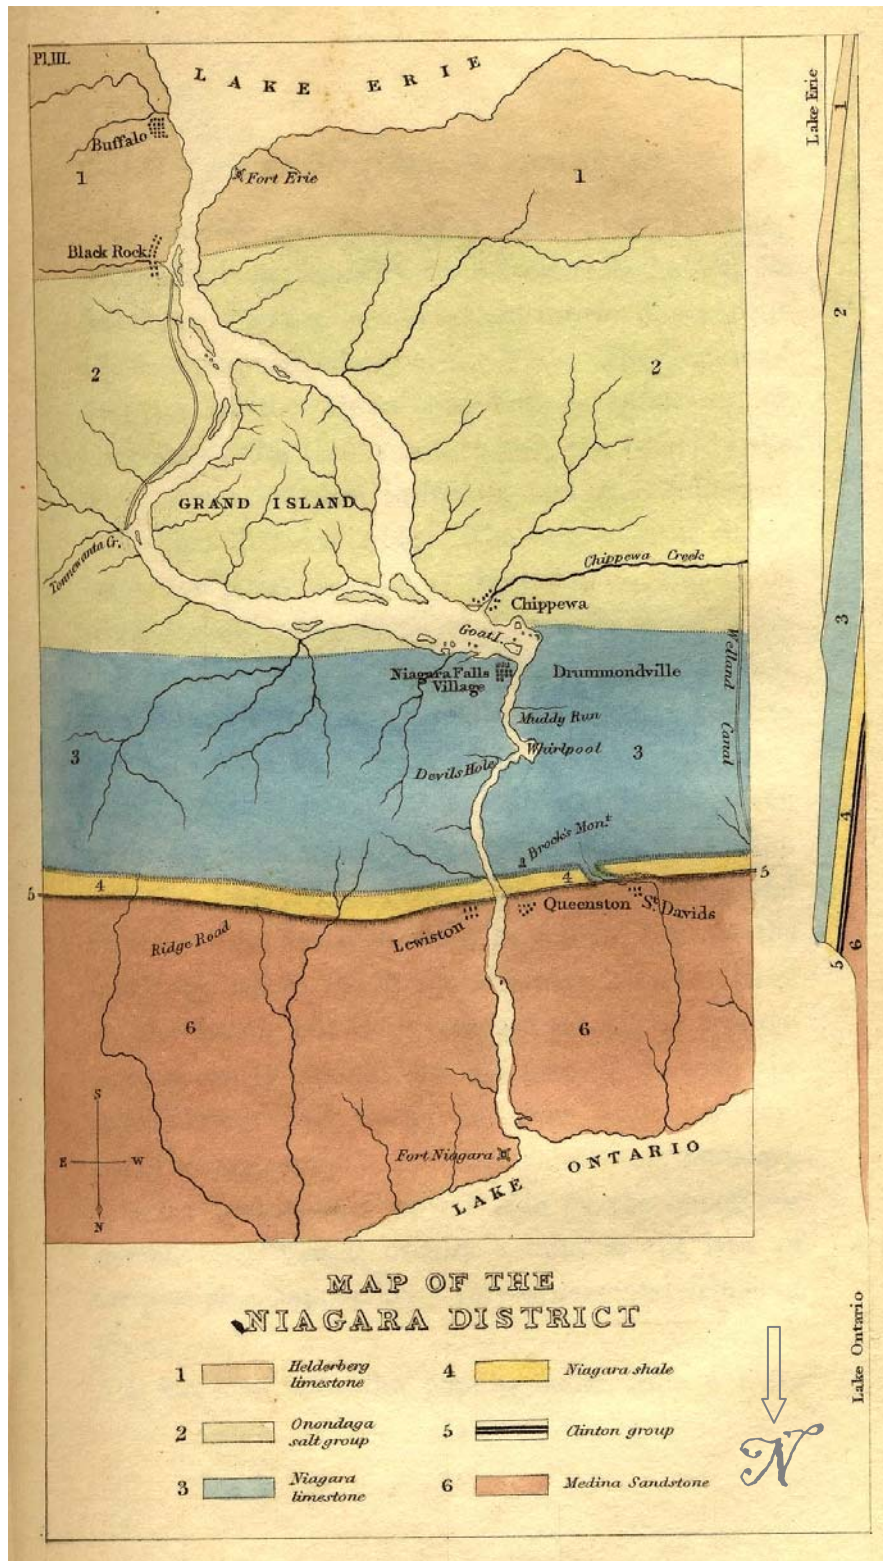 Pl.III.
LAKE ERIE
Lake Erie
1
Buffalo
Fort Erie
1
1
Black Rock
2
2
2
GRAND ISLAND
Tonnewanta Cr.
Chippewa Creek
Chippewa
Goat I.
3
Welland Canal
Niagara Falls
Village
Drummondville
Muddy Run
Whirlpool
3
3
Devils Hole
Brock's Mont.
4
5
4
4
5
Queenston
St. Davids
Lewiston
Ridge Road
6
5
6
6
S
E
W
N
Fort Niagara
LAKE ONTARIO
Lake Ontario
MAP OF THE
NIAGARA DISTRICT
1
Helderberg
limestone
4
Niagara shale
2
Onondaga
salt group
5
Clinton group
3
Niagara
limestone
6
Medina Sandstone
N